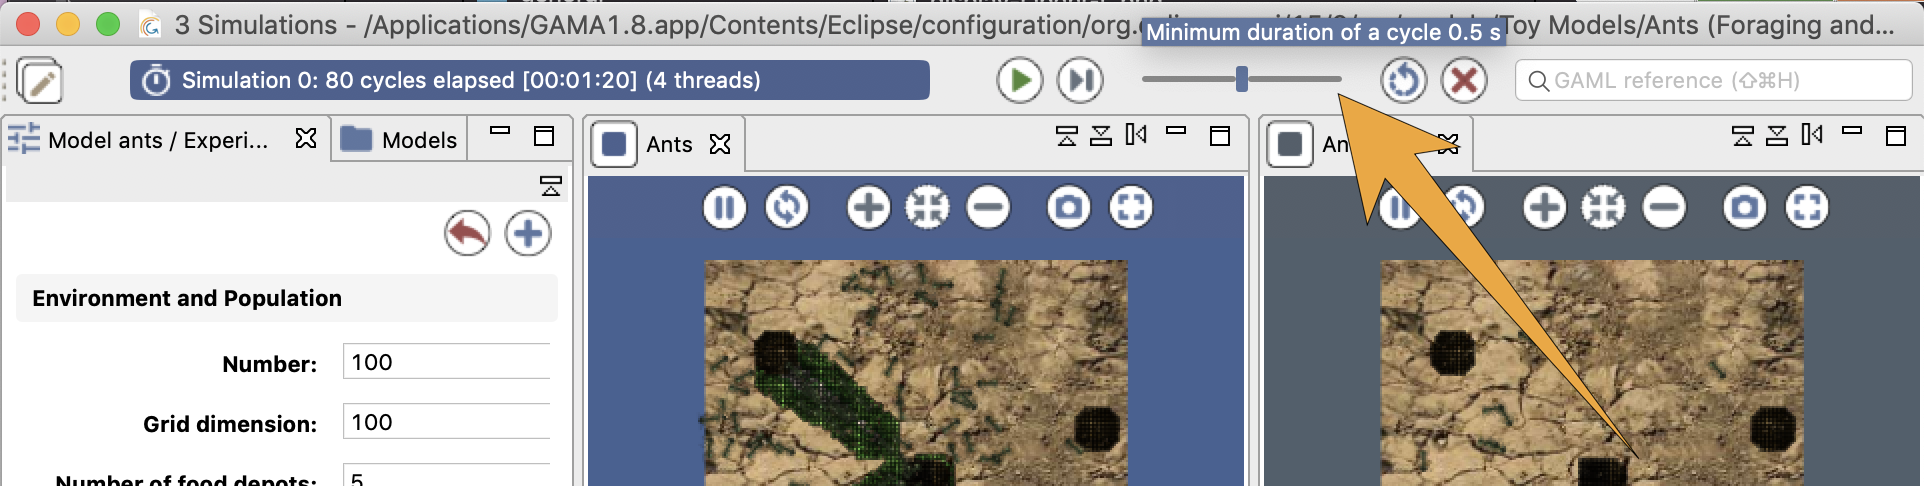 3 Simulations - /Applications/GAMA1.8.app/Contents/Eclipse/configuration/org. Toy Models/Ants (Foraging and...
Minimum duration of a cycle 0.5 s
Simulation 0: 80 cycles elapsed [00:01:20] (4 threads)
GAML reference (⇧⌘H)
Model ants / Experi...
Models
Ants
Environment and Population
Number: 100
Grid dimension: 100
Number of food depots: 5